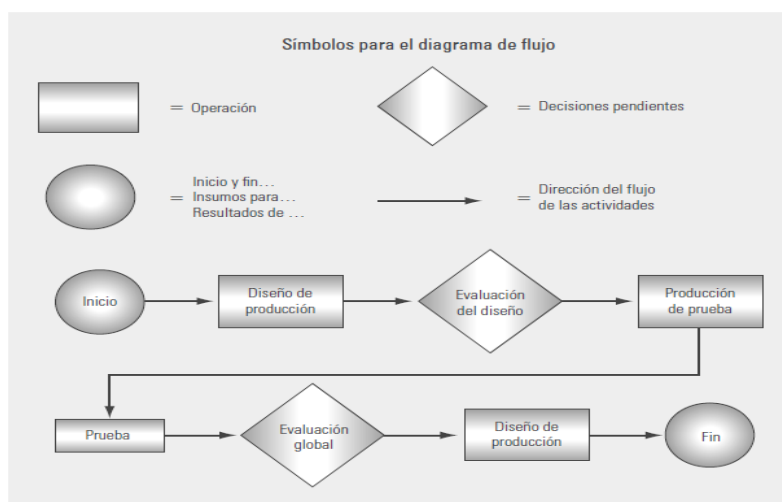 Símbolos para el diagrama de flujo
= Operación
= Decisiones pendientes
Inicio y fin...
= Insumos para...
Resultados de ...
= Dirección del flujo
de las actividades
Inicio
Diseño de
producción
Evaluación
del diseño
Producción
de prueba
Prueba
Evaluación
global
Diseño de
producción
Fin